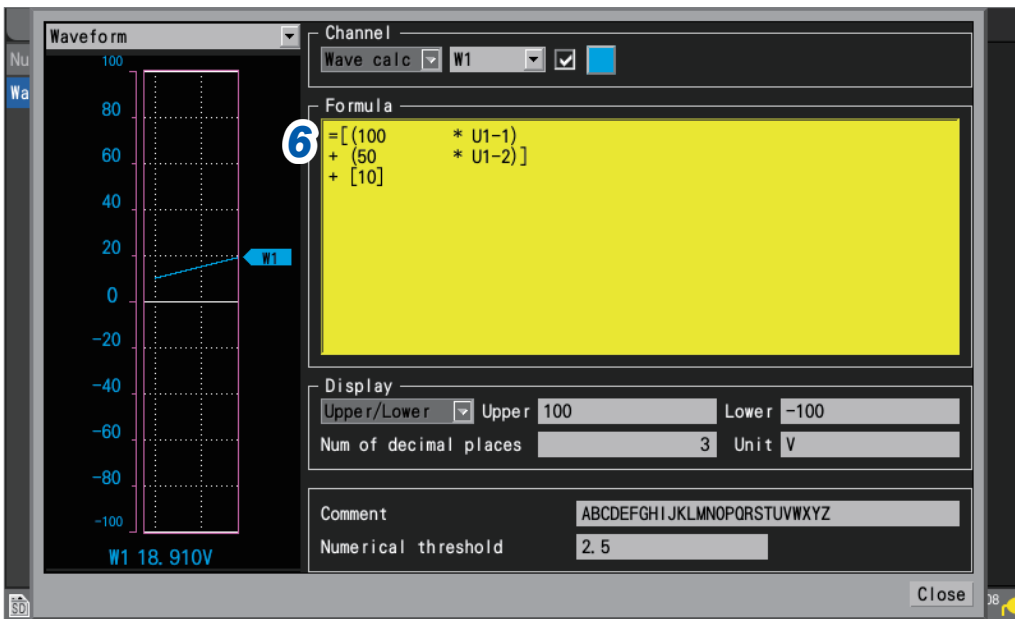 Nu
Wa
Waveform
100
80
60
40
20
0
-20
-40
-60
-80
-100
W1
W1 18.910V
Channel
Wave calc W1
Formula
6
=[(100 * U1-1)
+ (50 * U1-2)]
+ [10]
Display
Upper/Lower Upper 100 Lower -100
Num of decimal places 3 Unit V
Comment ABCDEFGHIJKLMNOPQRSTUVWXYZ
Numerical threshold 2.5
Close
SD
08